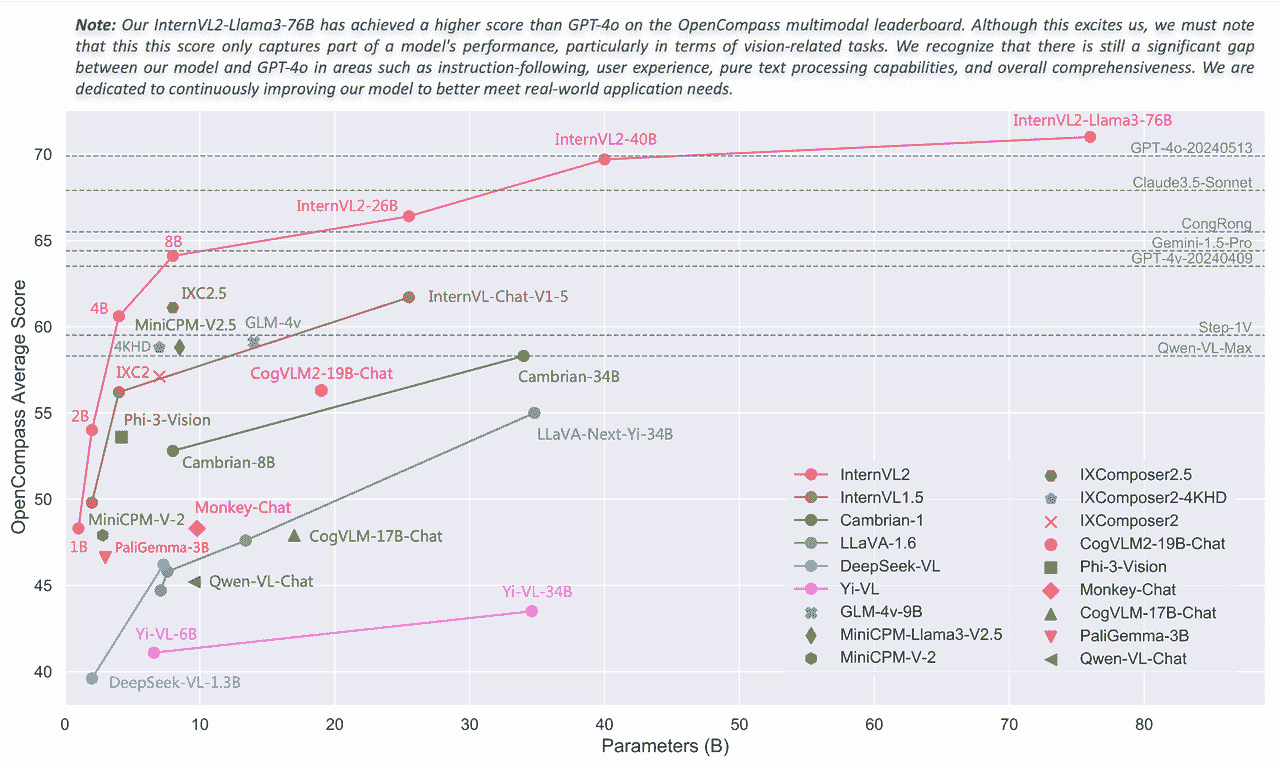 Note: Our InternVL2-Llama3-76B has achieved a higher score than GPT-4o on the OpenCompass multimodal leaderboard. Although this excites us, we must note
that this this score only captures part of a model's performance, particularly in terms of vision-related tasks. We recognize that there is still a significant gap
between our model and GPT-4o in areas such as instruction-following, user experience, pure text processing capabilities, and overall comprehensiveness. We are
dedicated to continuously improving our model to better meet real-world application needs.
InternVL2-Llama3-76B
InternVL2-40B
GPT-4o-20240513
Claude3.5-Sonnet
InternVL2-26B
CongRong
8B
Gemini-1.5-Pro
GPT-4v-20240409
IXC2.5
InternVL-Chat-V1-5
4B
MiniCPM-V2.5
GLM-4v
Step-1V
4KHD
Qwen-VL-Max
IXC2
CogVLM2-19B-Chat
Cambrian-34B
2B
Phi-3-Vision
LLaVA-Next-Yi-34B
Cambrian-8B
Monkey-Chat
MiniCPM-V-2
CogVLM-17B-Chat
1B
PaliGemma-3B
Qwen-VL-Chat
Yi-VL-34B
Yi-VL-6B
DeepSeek-VL-1.3B
InternVL2
InternVL1.5
Cambrian-1
LLaVA-1.6
DeepSeek-VL
Yi-VL
GLM-4v-9B
MiniCPM-Llama3-V2.5
MiniCPM-V-2
IXComposer2.5
IXComposer2-4KHD
IXComposer2
CogVLM2-19B-Chat
Phi-3-Vision
Monkey-Chat
CogVLM-17B-Chat
PaliGemma-3B
Qwen-VL-Chat
OpenCompass Average Score
70
65
60
55
50
45
40
0 10 20 30 40 50 60 70 80
Parameters (B)